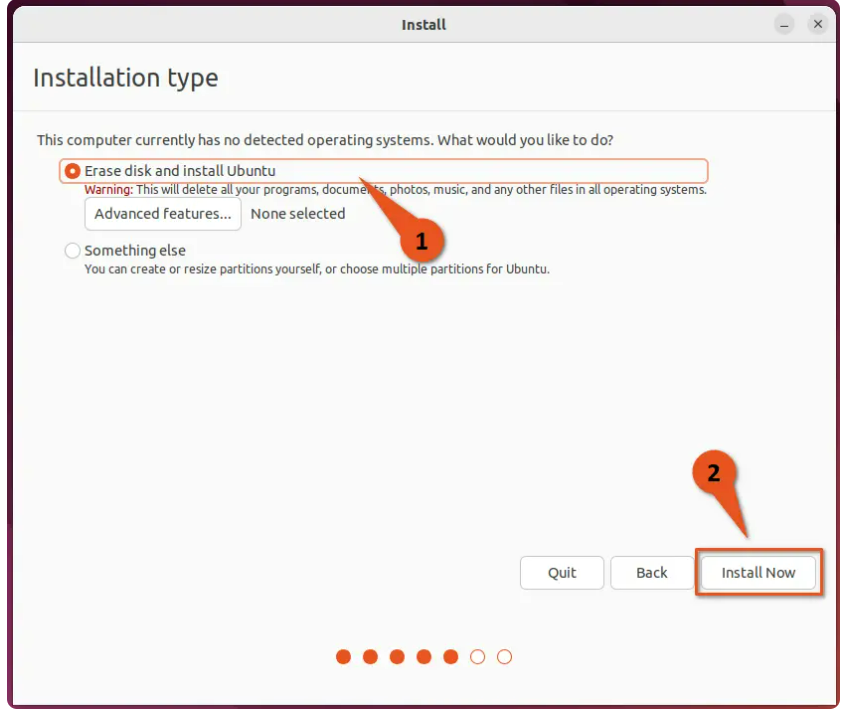 Install
Installation type
This computer currently has no detected operating systems. What would you like to do?
Erase disk and install Ubuntu
Warning: This will delete all your programs, documents, photos, music, and any other files in all operating systems.
Advanced features... None selected
1
Something else
You can create or resize partitions yourself, or choose multiple partitions for Ubuntu.
2
Quit Back Install Now